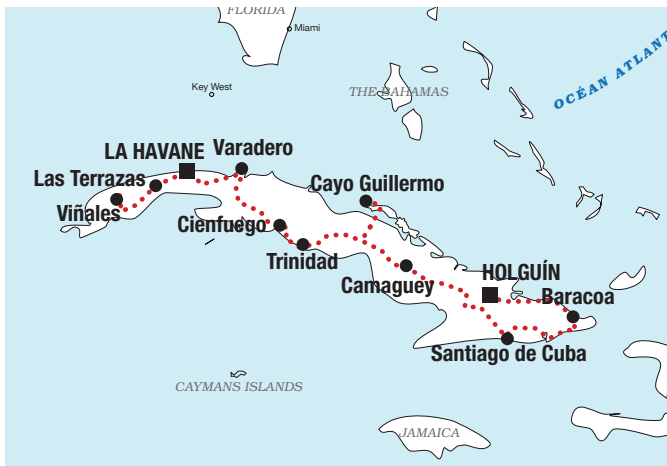 FLORIDA
Miami
Key West
THE BAHAMAS
OCÉAN ATLANT
LA HAVANE
Varadero
Las Terrazas
Viñales
Cayo Guillermo
Cienfuego
Trinidad
Camaguey
HOLGUÍN
Baracoa
Santiago de Cuba
CAYMANS ISLANDS
JAMAICA